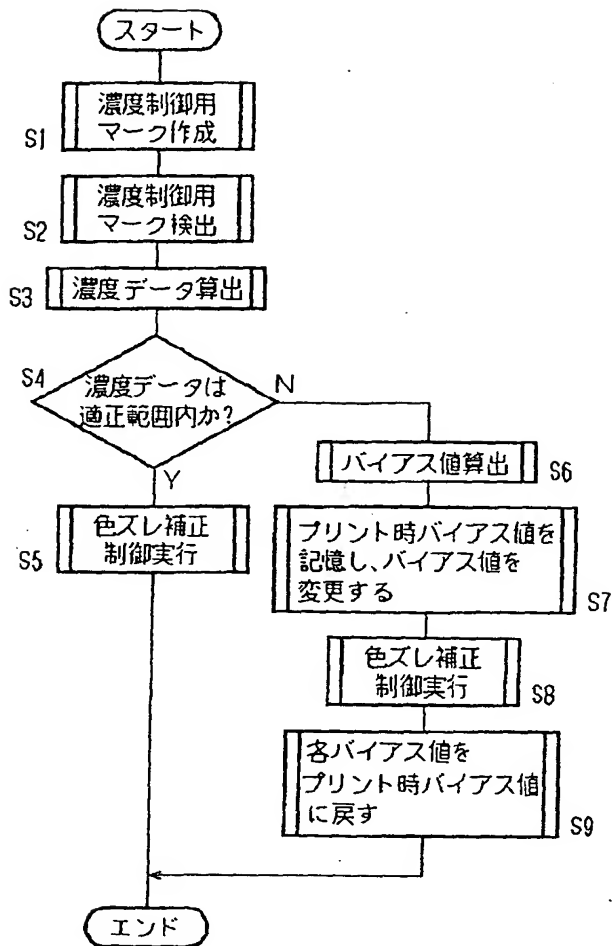 スタート
濃度制御用
マーク作成
S1
濃度制御用
マーク検出
S2
濃度データ算出
S3
S4
濃度データは
適正範囲内か?
N
Y
色ズレ補正
制御実行
S5
バイアス値算出
S6
プリント時バイアス値を
記憶し、バイアス値を
変更する
S7
色ズレ補正
制御実行
S8
各バイアス値を
プリント時バイアス値
に戻す
S9
エンド